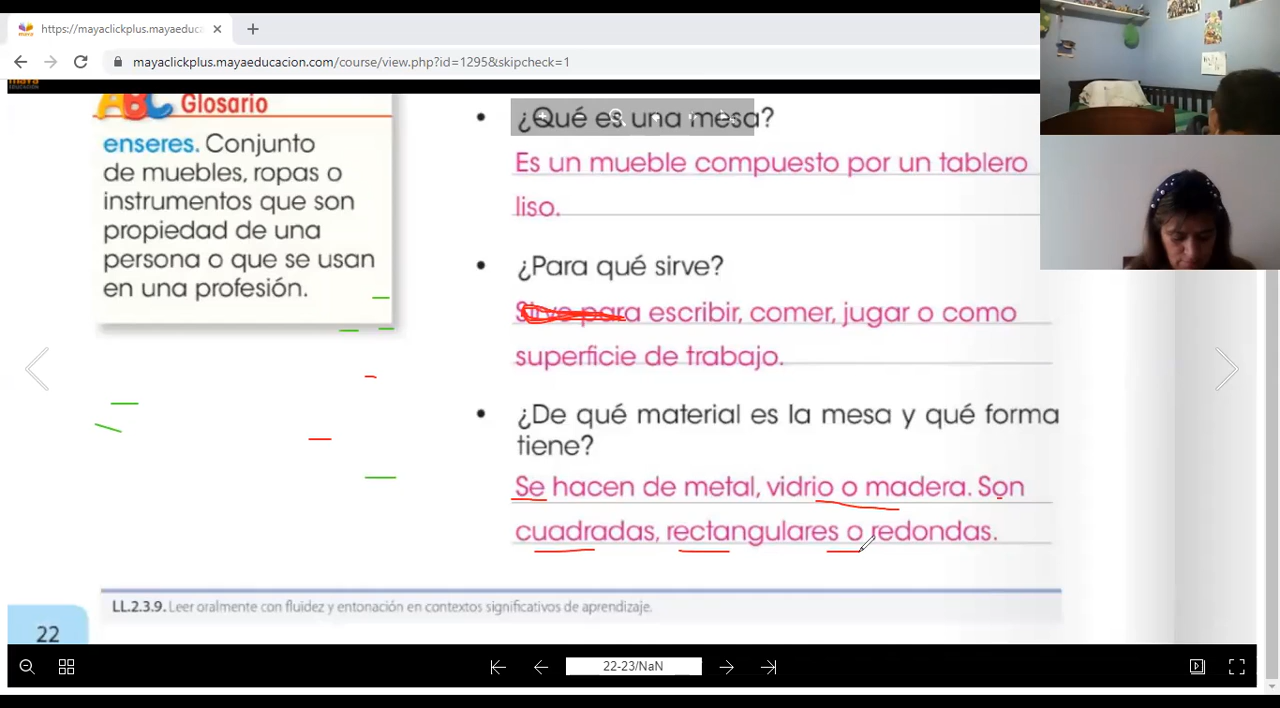 https://mayaclickplus.mayaeduca
mayaclickplus.mayaeducacion.com/course/view.php?id=1295&skipcheck=1
ABC Glosario
enseres. Conjunto
de muebles, ropas o
instrumentos que son
propiedad de una
persona o que se usan
en una profesión.
• ¿Qué es una mesa?
Es un mueble compuesto por un tablero
liso.
• ¿Para qué sirve?
Sirve para escribir, comer, jugar o como
superficie de trabajo.
• ¿De qué material es la mesa y qué forma
tiene?
Se hacen de metal, vidrio o madera. Son
cuadradas, rectangulares o redondas.
LL.2.3.9. Leer oralmente con fluidez y entonación en contextos significativos de aprendizaje.
22
22-23/NaN